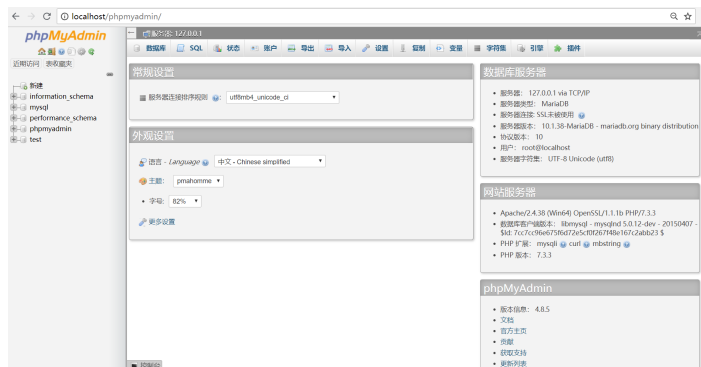 localhost/phpmyadmin/
phpMyAdmin
近期访问 表收藏夹
新建
information_schema
mysql
performance_schema
phpmyadmin
test
服务器: 127.0.0.1
数据库 SQL 状态 账户 导出 导入 设置 复制 变量 字符集 引擎 插件
常规设置
服务器连接排序规则 : utf8mb4_unicode_ci
外观设置
语言 - Language 中文 - Chinese simplified
主题: pmahomme
字号: 82%
更多设置
数据库服务器
服务器: 127.0.0.1 via TCP/IP
服务器类型: MariaDB
服务器连接: SSL未被使用
服务器版本: 10.1.38-MariaDB - mariadb.org binary distribution
协议版本: 10
用户: root@localhost
服务器字符集: UTF-8 Unicode (utf8)
网站服务器
Apache/2.4.38 (Win64) OpenSSL/1.1.1b PHP/7.3.3
数据库客户端版本: libmysql - mysqlnd 5.0.12-dev - 20150407 -
$Id: 7cc7cc96e675f6d72e5cf0f267f48e167c2abb23 $
PHP 扩展: mysqli curl mbstring
PHP 版本: 7.3.3
phpMyAdmin
版本信息: 4.8.5
文档
官方主页
贡献
获取支持
更新列表
控制台